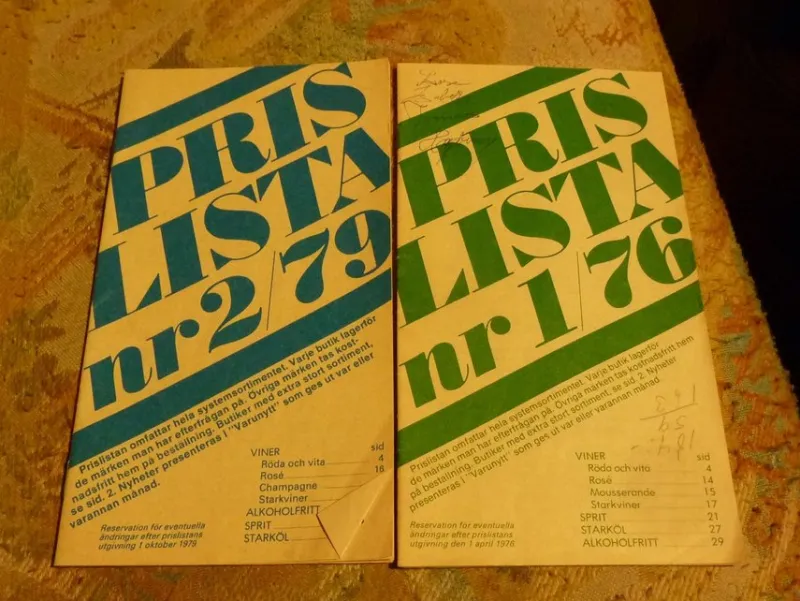 PRIS
LISTA
nr 2/79
Prislistan omfattar hela systemsortimentet. Varje butik lagerför
de märken man har efterfrågan på. Övriga märken tas kost-
nadsfritt hem på beställning. Butiker med extra stort sortiment,
se sid. 2. Nyheter presenteras i "Varunytt" som ges ut var eller
varannan månad.
VINER sid
Röda och vita 4
Rosé 16
Champagne
Starkviner
ALKOHOLFRITT
SPRIT
STARKÖL
Reservation för eventuella
ändringar efter prislistans
utgivning 1 oktober 1979
PRIS
LISTA
nr 1/76
Prislistan omfattar hela systemsortimentet. Varje butik lagerför
de märken man har efterfrågan på. Övriga märken tas kostnadsfritt hem
på beställning. Butiker med extra stort sortiment, se sid. 2. Nyheter
presenteras i "Varunytt" som ges ut var eller varannan månad.
VINER sid
Röda och vita 4
Rosé 14
Mousserande 15
Starkviner 17
SPRIT 21
STARKÖL 27
ALKOHOLFRITT 29
Reservation för eventuella
ändringar efter prislistans
utgivning den 1 april 1976